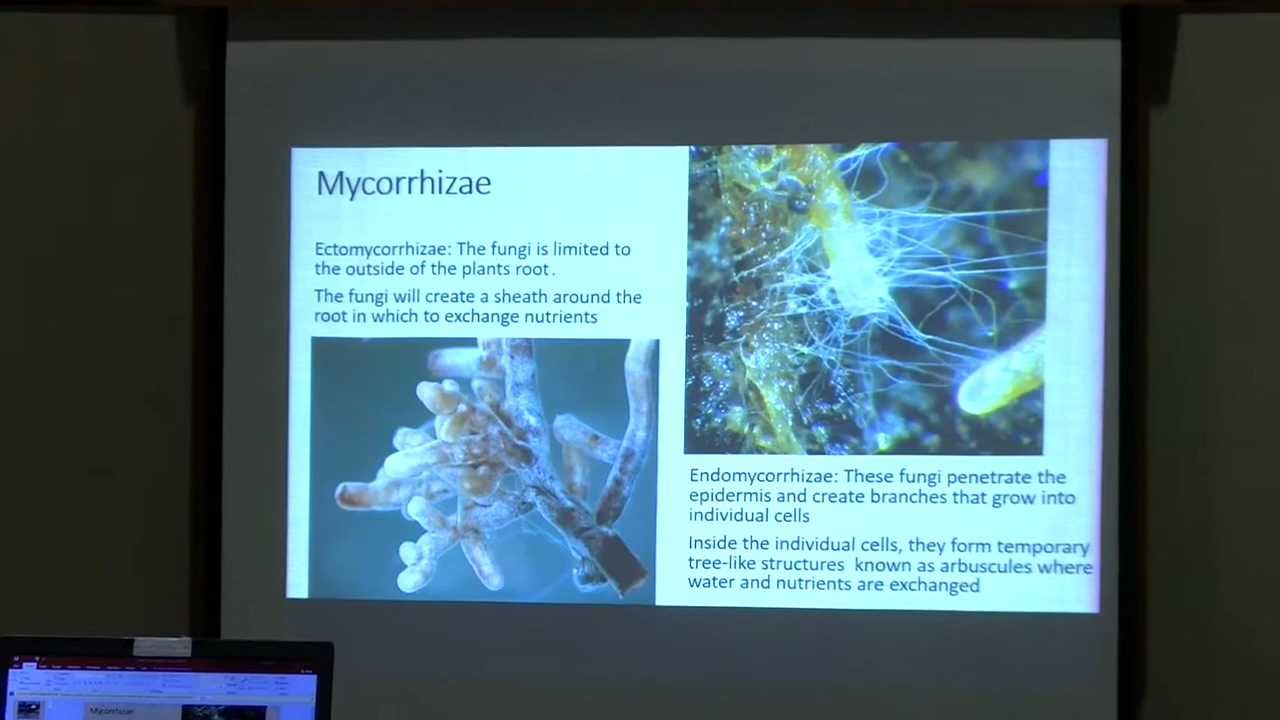 Mycorrhizae
Ectomycorrhizae: The fungi is limited to
the outside of the plants root.
The fungi will create a sheath around the
root in which to exchange nutrients
Endomycorrhizae: These fungi penetrate the
epidermis and create branches that grow into
individual cells
Inside the individual cells, they form temporary
tree-like structures known as arbuscules where
water and nutrients are exchanged
Mycorrhizae